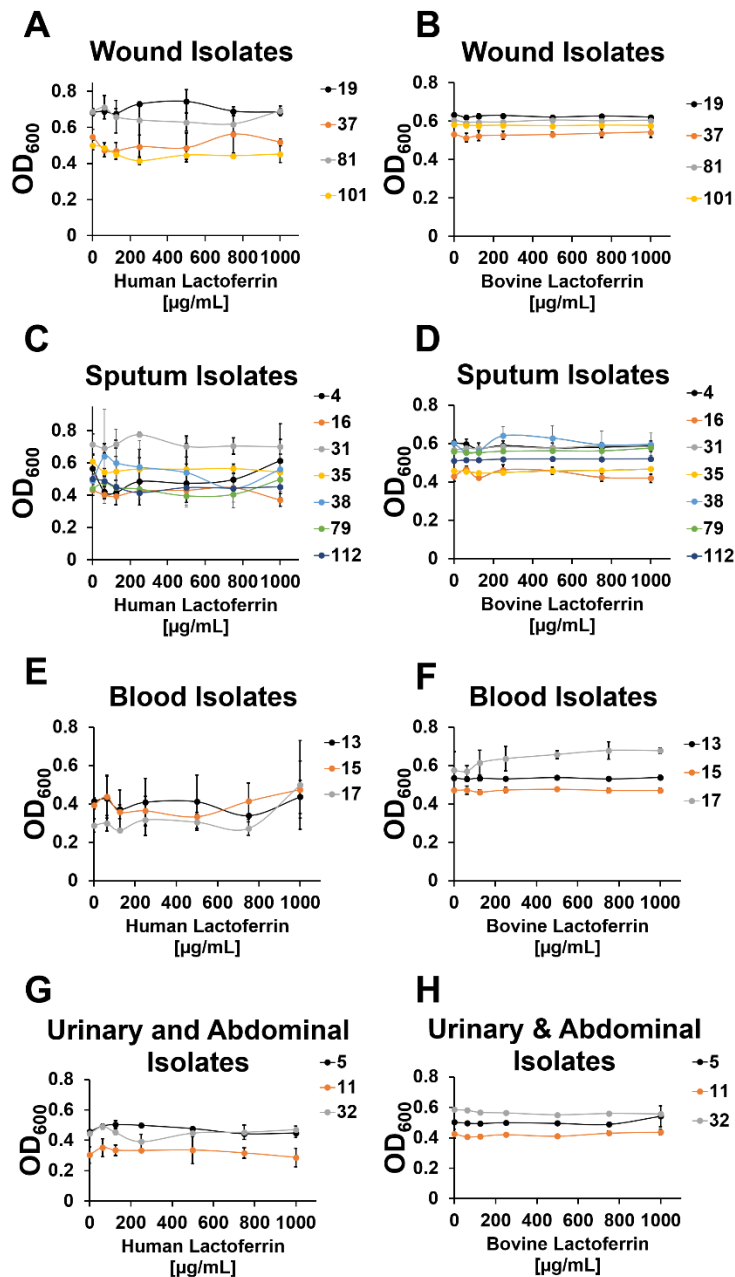 A
Wound Isolates
0.8
0.6
0.4
0.2
0
OD600
0 200 400 600 800 1000
Human Lactoferrin
[µg/mL]
19
37
81
101
B
Wound Isolates
0.8
0.6
0.4
0.2
0
OD600
0 200 400 600 800 1000
Bovine Lactoferrin
[µg/mL]
19
37
81
101
C
Sputum Isolates
0.8
0.6
0.4
0.2
0
OD600
0 200 400 600 800 1000
Human Lactoferrin
[µg/mL]
4
16
31
35
38
79
112
D
Sputum Isolates
0.8
0.6
0.4
0.2
0
OD600
0 200 400 600 800 1000
Bovine Lactoferrin
[µg/mL]
4
16
31
35
38
79
112
E
Blood Isolates
0.8
0.6
0.4
0.2
0
OD600
0 200 400 600 800 1000
Human Lactoferrin
[µg/mL]
13
15
17
F
Blood Isolates
0.8
0.6
0.4
0.2
0
OD600
0 200 400 600 800 1000
Bovine Lactoferrin
[µg/mL]
13
15
17
G
Urinary and Abdominal
Isolates
0.8
0.6
0.4
0.2
0
OD600
0 200 400 600 800 1000
Human Lactoferrin
[µg/mL]
5
11
32
H
Urinary & Abdominal
Isolates
0.8
0.6
0.4
0.2
0
OD600
0 200 400 600 800 1000
Bovine Lactoferrin
[µg/mL]
5
11
32